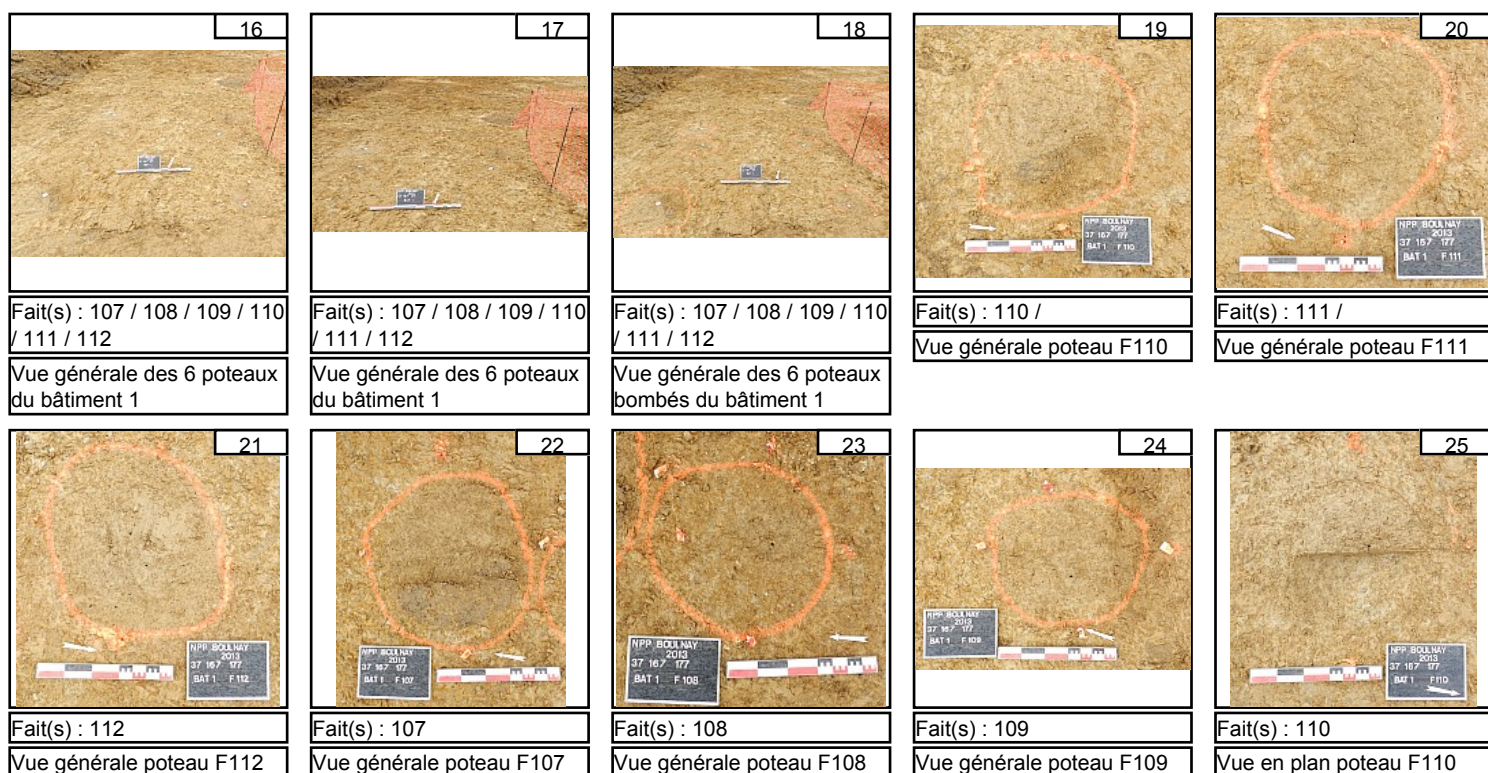 16
17
18
19
20
NPP BOULNAY
2013
37 167 177
BAT 1 F 110
NPP BOULNAY
2013
37 167 177
BAT 1 F 111
Fait(s) : 107 / 108 / 109 / 110
/ 111 / 112
Fait(s) : 107 / 108 / 109 / 110
/ 111 / 112
Fait(s) : 107 / 108 / 109 / 110
/ 111 / 112
Fait(s) : 110 /
Fait(s) : 111 /
Vue générale des 6 poteaux
du bâtiment 1
Vue générale des 6 poteaux
du bâtiment 1
Vue générale des 6 poteaux
bombés du bâtiment 1
Vue générale poteau F110
Vue générale poteau F111
21
22
23
24
25
NPP BOULNAY
2013
37 167 177
BAT 1 F 112
NPP BOULNAY
2013
37 167 177
BAT 1 F 107
NPP BOULNAY
2013
37 167 177
BAT 1 F 108
NPP BOULNAY
2013
37 167 177
BAT 1 F 109
NPP BOULNAY
2013
37 167 177
BAT 1 F110
Fait(s) : 112
Fait(s) : 107
Fait(s) : 108
Fait(s) : 109
Fait(s) : 110
Vue générale poteau F112
Vue générale poteau F107
Vue générale poteau F108
Vue générale poteau F109
Vue en plan poteau F110